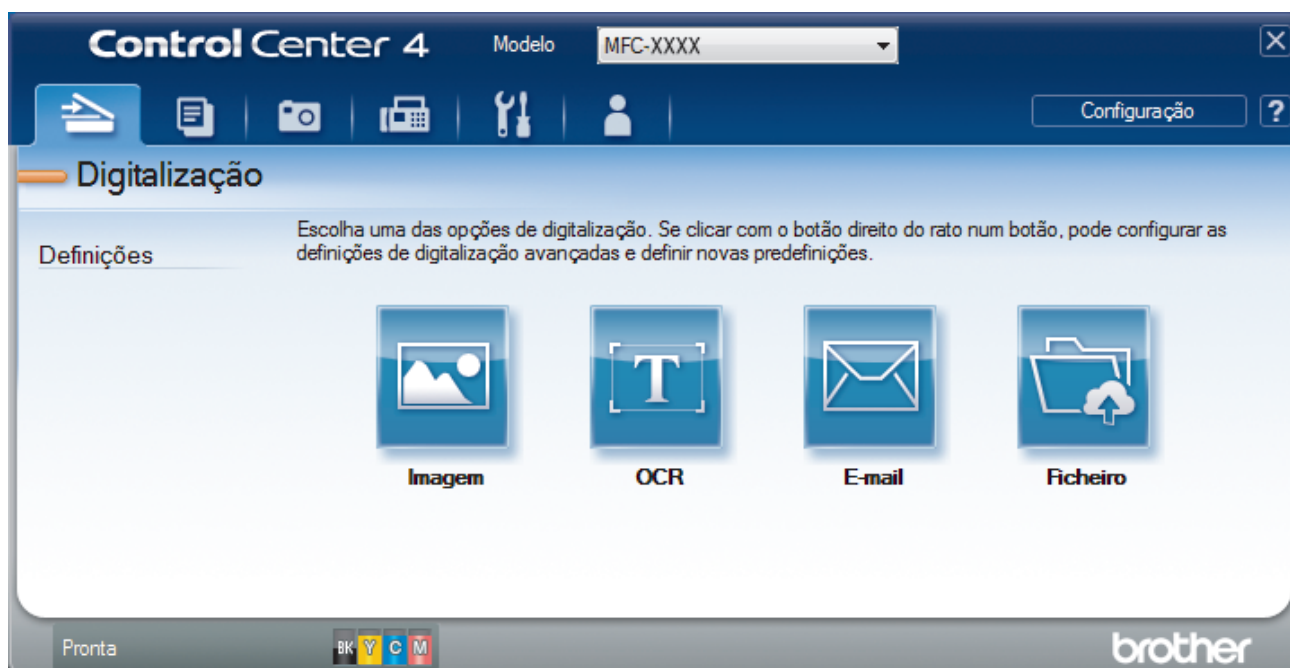 Control Center 4 Modelo MFC-XXXX
Configuração ?
Digitalização
Definições
Escolha uma das opções de digitalização. Se clicar com o botão direito do rato num botão, pode configurar as
definições de digitalização avançadas e definir novas predefinições.
T
Imagem OCR E-mail Ficheiro
Pronta BK Y C M brother